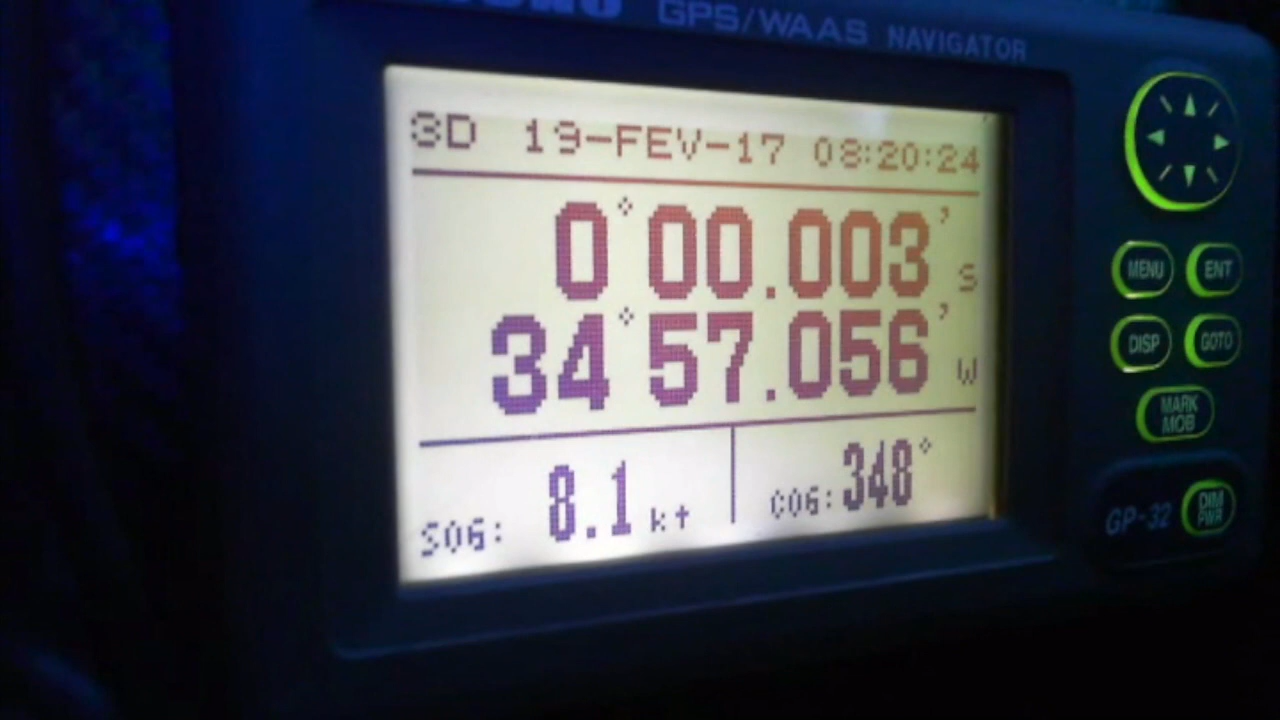 GPS/WAAS NAVIGATOR
3D 19-FEV-17 08:20:24
0°00.003' S
34°57.056' W
SOG: 8.1 kt COG: 348°
MENU ENT
DISP GOTO
MARK MOB
GP-32 DIM PWR